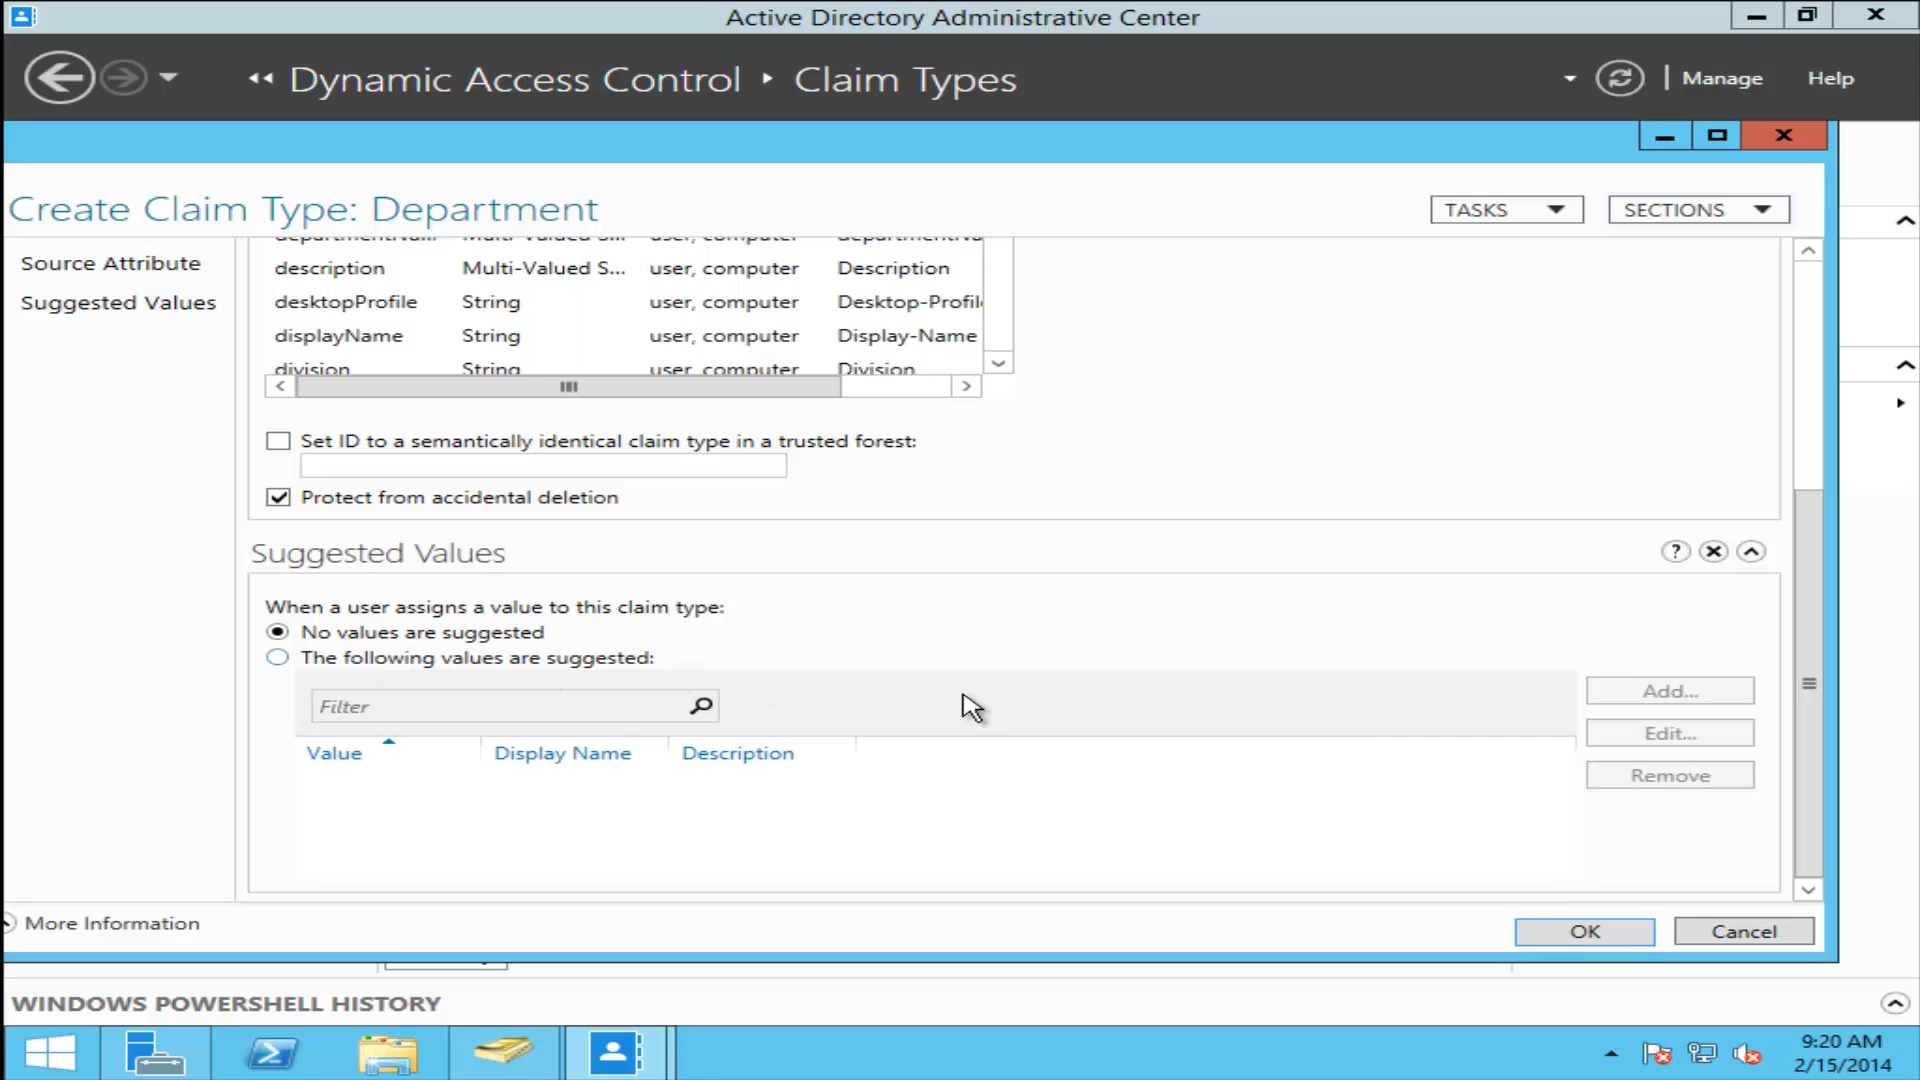 Active Directory Administrative Center
Dynamic Access Control Claim Types
Manage Help
Create Claim Type: Department
TASKS SECTIONS
Source Attribute
Suggested Values
description Multi-Valued S... user, computer Description
desktopProfile String user, computer Desktop-Profil
displayName String user, computer Display-Name
division String user, computer Division
Set ID to a semantically identical claim type in a trusted forest:
Protect from accidental deletion
Suggested Values
When a user assigns a value to this claim type:
No values are suggested
The following values are suggested:
Filter
Add...
Edit...
Remove
Value Display Name Description
More Information
OK Cancel
WINDOWS POWERSHELL HISTORY
9:20 AM
2/15/2014